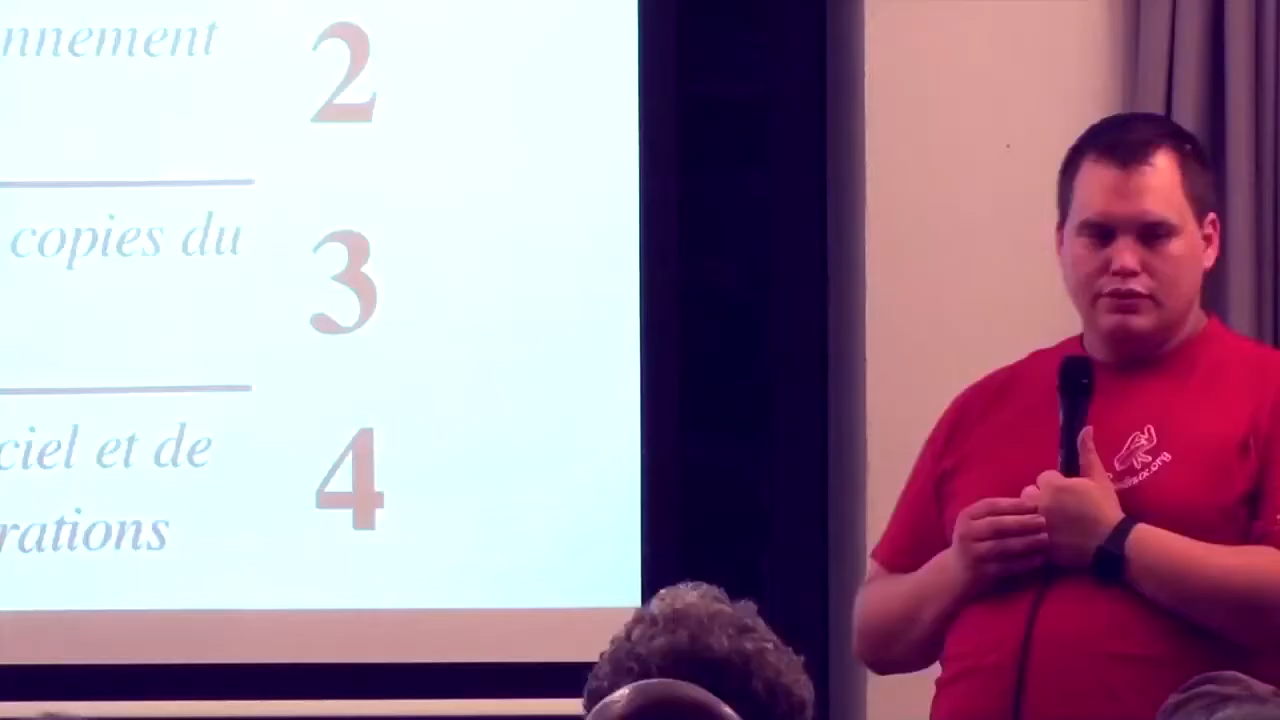 nnement
2
copies du
3
ciel et de
4
rations